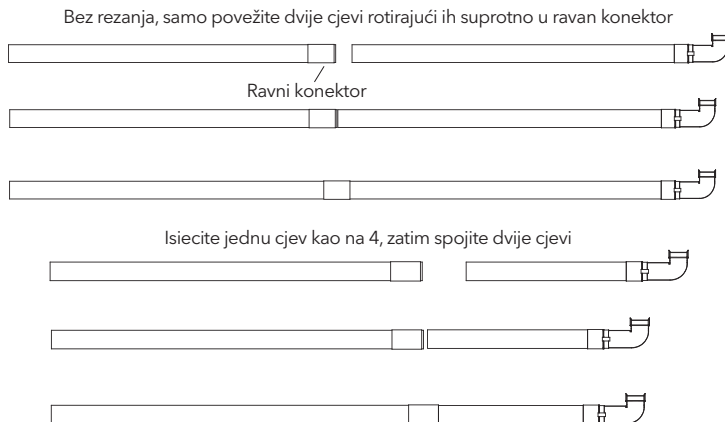 Bez rezanja, samo povežite dvije cjevi rotirajući ih suprotno u ravan konektor
Ravni konektor
Isiecite jednu cjev kao na 4, zatim spojite dvije cjevi